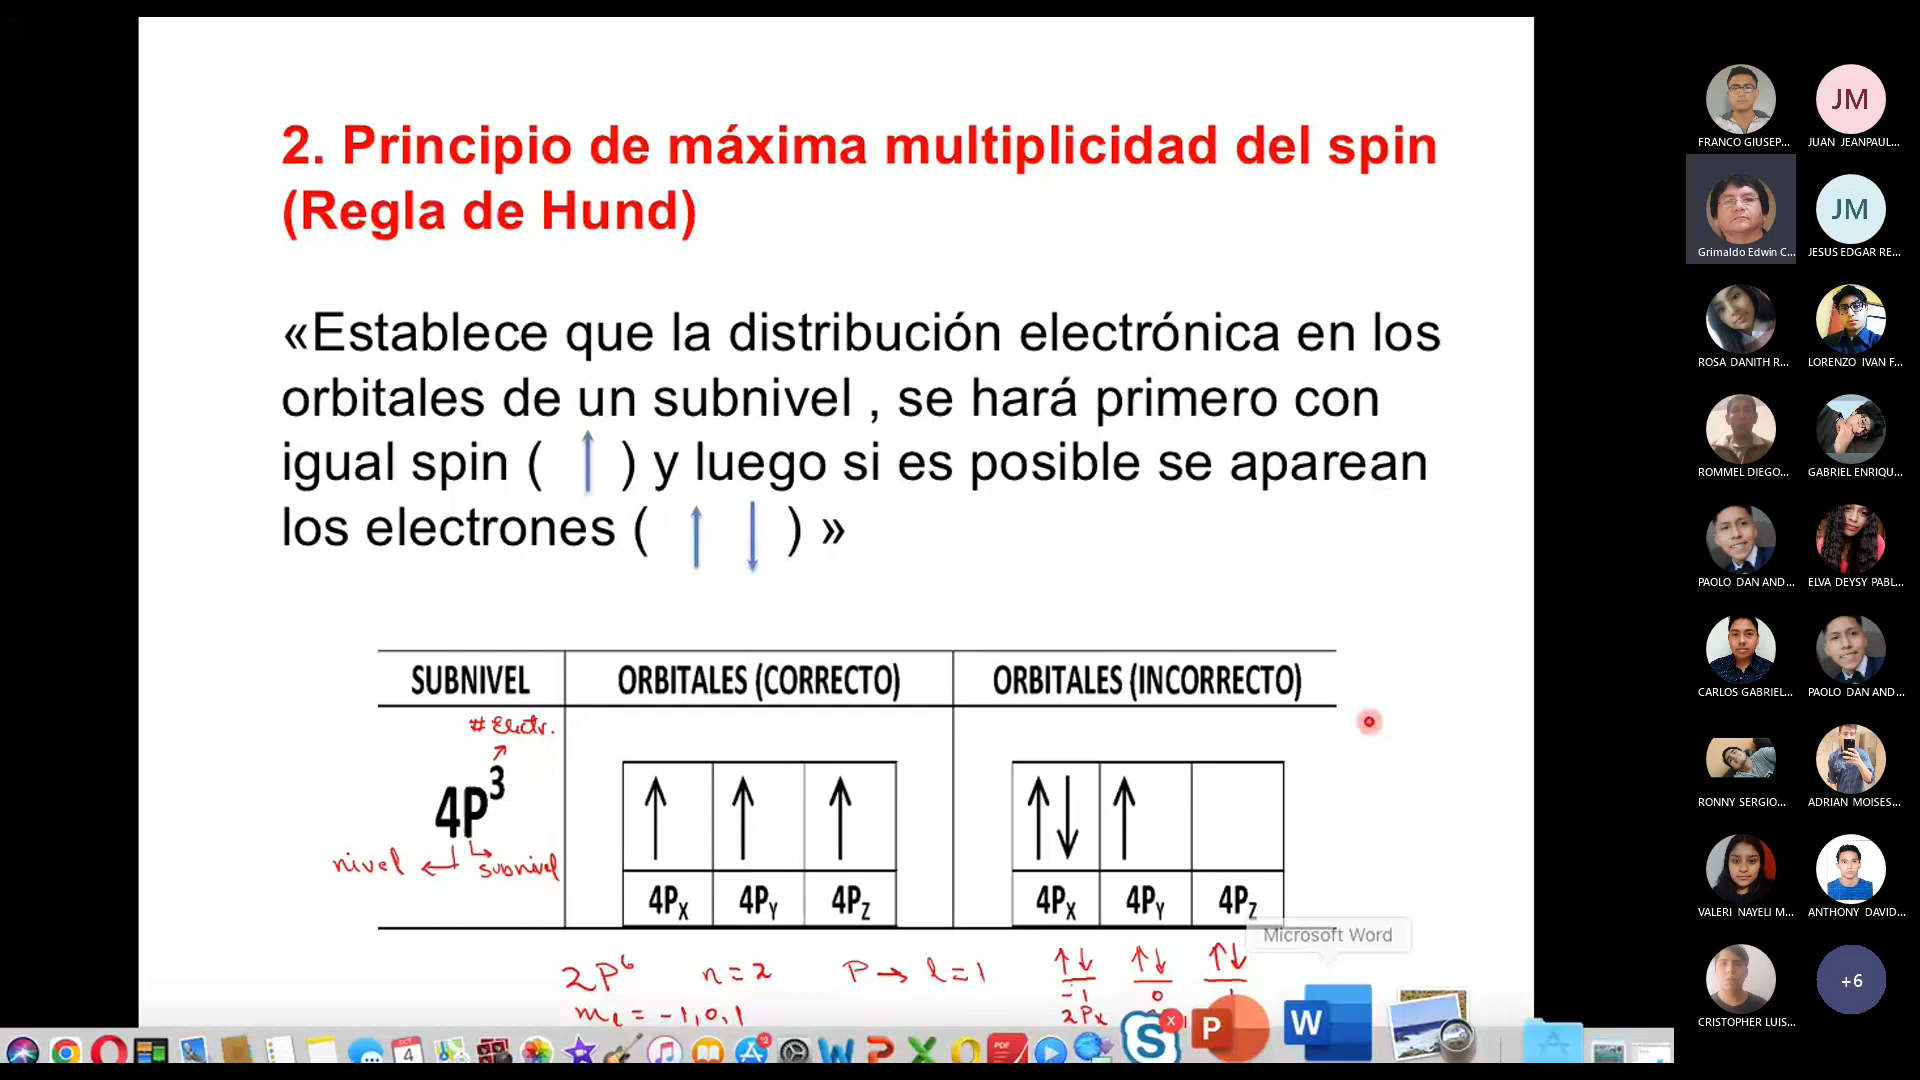 2. Principio de máxima multiplicidad del spin
(Regla de Hund)
«Establece que la distribución electrónica en los
orbitales de un subnivel , se hará primero con
igual spin ( ↑ ) y luego si es posible se aparean
los electrones ( ↑ ↓ ) »
SUBNIVEL ORBITALES (CORRECTO) ORBITALES (INCORRECTO)
# Electr.
4P³
nivel subnivel
↑ ↑ ↑ ↑↓ ↑
4Px 4PY 4Pz 4Px 4PY 4Pz
Microsoft Word
2P⁶ n = 2 P → l = 1 ↑↓ ↑↓ ↑↓
-1 0 1
mℓ = -1, 0, 1 2Px
FRANCO GIUSEP... JUAN JEANPAUL...
JM
Grimaldo Edwin C... JESUS EDGAR RE...
JM
ROSA DANITH R... LORENZO IVAN F...
ROMMEL DIEGO... GABRIEL ENRIQU...
PAOLO DAN AND... ELVA DEYSY PABL...
CARLOS GABRIEL... PAOLO DAN AND...
RONNY SERGIO... ADRIAN MOISES...
VALERI NAYELI M... ANTHONY DAVID...
CRISTOPHER LUIS... +6
OCT
4
PDF
S
P
W